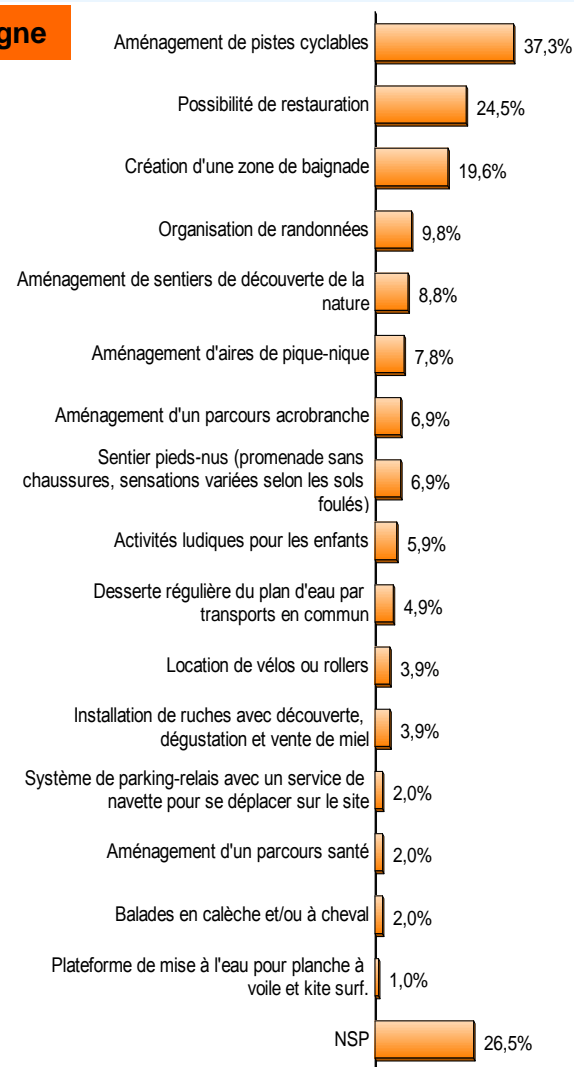 gne
Aménagement de pistes cyclables
37,3%
Possibilité de restauration
24,5%
Création d'une zone de baignade
19,6%
Organisation de randonnées
9,8%
Aménagement de sentiers de découverte de la
nature
8,8%
Aménagement d'aires de pique-nique
7,8%
Aménagement d'un parcours acrobranche
6,9%
Sentier pieds-nus (promenade sans
chaussures, sensations variées selon les sols
foulés)
6,9%
Activités ludiques pour les enfants
5,9%
Desserte régulière du plan d'eau par
transports en commun
4,9%
Location de vélos ou rollers
3,9%
Installation de ruches avec découverte,
dégustation et vente de miel
3,9%
Système de parking-relais avec un service de
navette pour se déplacer sur le site
2,0%
Aménagement d'un parcours santé
2,0%
Balades en calèche et/ou à cheval
2,0%
Plateforme de mise à l'eau pour planche à
voile et kite surf.
1,0%
NSP
26,5%